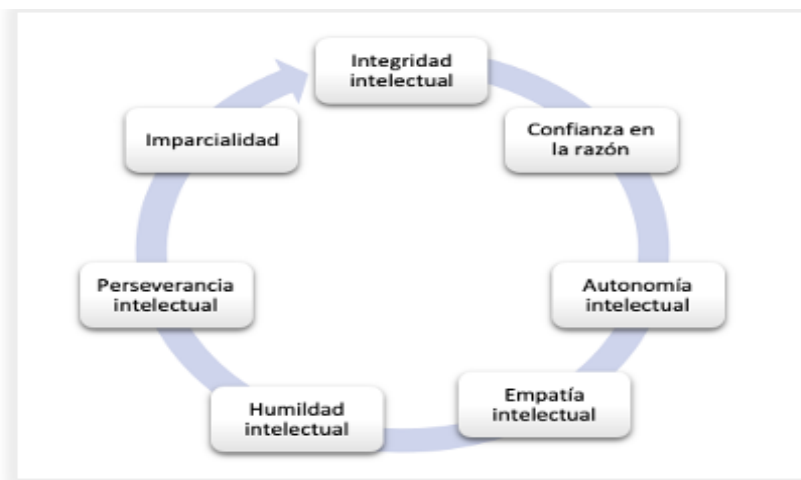 Integridad
intelectual
Confianza en
la razón
Autonomía
intelectual
Empatía
intelectual
Humildad
intelectual
Perseverancia
intelectual
Imparcialidad